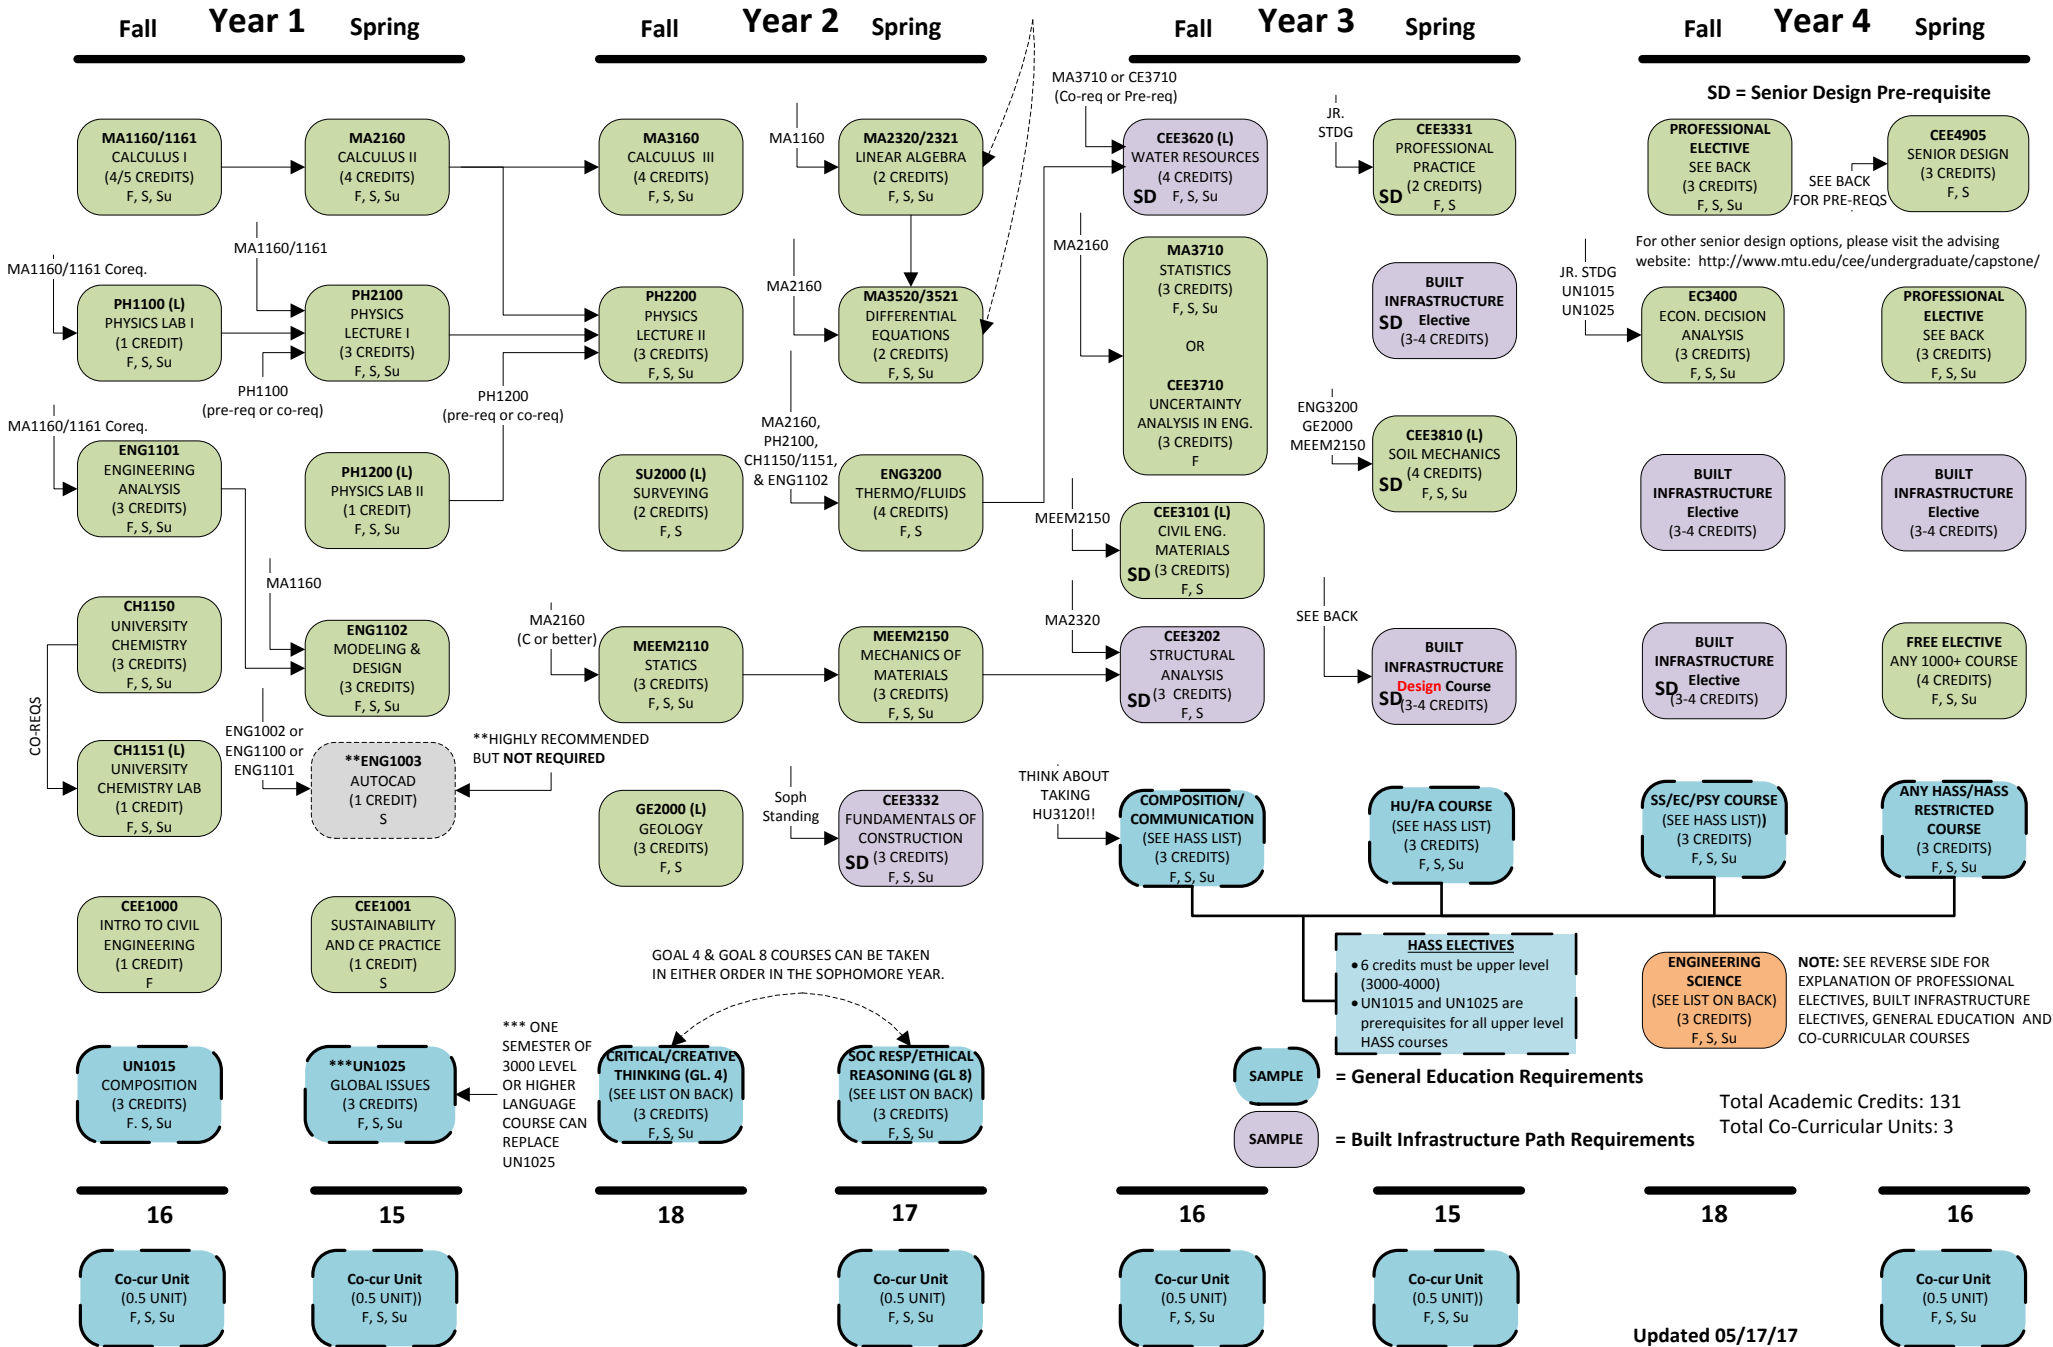 Year 1
Fall
Spring
Year 2
Fall
Spring
Year 3
Fall
Spring
Year 4
Fall
Spring
SD = Senior Design Pre-requisite
MA1160/1161
CALCULUS I
(4/5 CREDITS)
F, S, Su
MA2160
CALCULUS II
(4 CREDITS)
F, S, Su
MA3160
CALCULUS III
(4 CREDITS)
F, S, Su
MA1160
MA2320/2321
LINEAR ALGEBRA
(2 CREDITS)
F, S, Su
MA3710 or CE3710
(Co-req or Pre-req)
CEE3620 (L)
WATER RESOURCES
(4 CREDITS)
SD F, S, Su
JR.
STDG
CEE3331
PROFESSIONAL
PRACTICE
(2 CREDITS)
SD
F, S
PROFESSIONAL
ELECTIVE
SEE BACK
(3 CREDITS)
F, S, Su
SEE BACK
FOR PRE-REQS
CEE4905
SENIOR DESIGN
(3 CREDITS)
F, S
For other senior design options, please visit the advising
website: http://www.mtu.edu/cee/undergraduate/capstone/
MA1160/1161 Coreq.
PH1100 (L)
PHYSICS LAB I
(1 CREDIT)
F, S, Su
MA1160/1161
PH2100
PHYSICS
LECTURE I
(3 CREDITS)
F, S, Su
PH1100
(pre-req or co-req)
PH2200
PHYSICS
LECTURE II
(3 CREDITS)
F, S, Su
PH1200
(pre-req or co-req)
MA2160
MA3520/3521
DIFFERENTIAL
EQUATIONS
(2 CREDITS)
F, S, Su
MA2160
MA3710
STATISTICS
(3 CREDITS)
F, S, Su
OR
CEE3710
UNCERTAINTY
ANALYSIS IN ENG.
(3 CREDITS)
F
BUILT
INFRASTRUCTURE
SD Elective
(3-4 CREDITS)
JR. STDG
UN1015
UN1025
EC3400
ECON. DECISION
ANALYSIS
(3 CREDITS)
F, S, Su
PROFESSIONAL
ELECTIVE
SEE BACK
(3 CREDITS)
F, S, Su
MA1160/1161 Coreq.
ENG1101
ENGINEERING
ANALYSIS
(3 CREDITS)
F, S, Su
PH1200 (L)
PHYSICS LAB II
(1 CREDIT)
F, S, Su
SU2000 (L)
SURVEYING
(2 CREDITS)
F, S
MA2160,
PH2100,
CH1150/1151,
& ENG1102
ENG3200
THERMO/FLUIDS
(4 CREDITS)
F, S
MEEM2150
CEE3101 (L)
CIVIL ENG.
MATERIALS
SD (3 CREDITS)
F, S
ENG3200
GE2000
MEEM2150
CEE3810 (L)
SOIL MECHANICS
(4 CREDITS)
SD
F, S, Su
BUILT
INFRASTRUCTURE
Elective
(3-4 CREDITS)
BUILT
INFRASTRUCTURE
Elective
(3-4 CREDITS)
CO-REQS
CH1150
UNIVERSITY
CHEMISTRY
(3 CREDITS)
F, S, Su
MA1160
ENG1102
MODELING &
DESIGN
(3 CREDITS)
F, S, Su
MA2160
(C or better)
MEEM2110
STATICS
(3 CREDITS)
F, S, Su
MEEM2150
MECHANICS OF
MATERIALS
(3 CREDITS)
F, S, Su
MA2320
CEE3202
STRUCTURAL
ANALYSIS
SD (3 CREDITS)
F, S
SEE BACK
BUILT
INFRASTRUCTURE
Design Course
SD (3-4 CREDITS)
BUILT
INFRASTRUCTURE
Elective
SD (3-4 CREDITS)
FREE ELECTIVE
ANY 1000+ COURSE
(4 CREDITS)
F, S, Su
CH1151 (L)
UNIVERSITY
CHEMISTRY LAB
(1 CREDIT)
F, S, Su
ENG1002 or
ENG1100 or
ENG1101
**ENG1003
AUTOCAD
(1 CREDIT)
S
**HIGHLY RECOMMENDED
BUT NOT REQUIRED
GE2000 (L)
GEOLOGY
(3 CREDITS)
F, S
Soph
Standing
CEE3332
FUNDAMENTALS OF
CONSTRUCTION
SD (3 CREDITS)
F, S, Su
THINK ABOUT
TAKING
HU3120!!
COMPOSITION/
COMMUNICATION
(SEE HASS LIST)
(3 CREDITS)
F, S, Su
HU/FA COURSE
(SEE HASS LIST)
(3 CREDITS)
F, S, Su
SS/EC/PSY COURSE
(SEE HASS LIST))
(3 CREDITS)
F, S, Su
ANY HASS/HASS
RESTRICTED
COURSE
(3 CREDITS)
F, S, Su
CEE1000
INTRO TO CIVIL
ENGINEERING
(1 CREDIT)
F
CEE1001
SUSTAINABILITY
AND CE PRACTICE
(1 CREDIT)
S
GOAL 4 & GOAL 8 COURSES CAN BE TAKEN
IN EITHER ORDER IN THE SOPHOMORE YEAR.
HASS ELECTIVES
• 6 credits must be upper level
(3000-4000)
• UN1015 and UN1025 are
prerequisites for all upper level
HASS courses
ENGINEERING
SCIENCE
(SEE LIST ON BACK)
(3 CREDITS)
F, S, Su
NOTE: SEE REVERSE SIDE FOR
EXPLANATION OF PROFESSIONAL
ELECTIVES, BUILT INFRASTRUCTURE
ELECTIVES, GENERAL EDUCATION AND
CO-CURRICULAR COURSES
UN1015
COMPOSITION
(3 CREDITS)
F. S, Su
***UN1025
GLOBAL ISSUES
(3 CREDITS)
F, S, Su
*** ONE
SEMESTER OF
3000 LEVEL
OR HIGHER
LANGUAGE
COURSE CAN
REPLACE
UN1025
CRITICAL/CREATIVE
THINKING (GL. 4)
(SEE LIST ON BACK)
(3 CREDITS)
F, S, Su
SOC RESP/ETHICAL
REASONING (GL 8)
(SEE LIST ON BACK)
(3 CREDITS)
F, S, Su
SAMPLE = General Education Requirements
SAMPLE = Built Infrastructure Path Requirements
Total Academic Credits: 131
Total Co-Curricular Units: 3
16
15
18
17
16
15
18
16
Co-cur Unit
(0.5 UNIT)
F, S, Su
Co-cur Unit
(0.5 UNIT))
F, S, Su
Co-cur Unit
(0.5 UNIT)
F, S, Su
Co-cur Unit
(0.5 UNIT)
F, S, Su
Co-cur Unit
(0.5 UNIT))
F, S, Su
Co-cur Unit
(0.5 UNIT)
F, S, Su
Updated 05/17/17